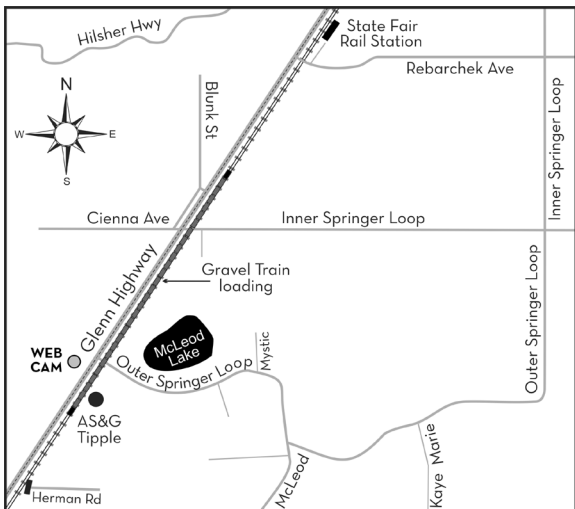 Hilsher Hwy
State Fair
Rail Station
Rebarchek Ave
Inner Springer Loop
Blunk St
N
W
E
S
Cienna Ave
Inner Springer Loop
Glenn Highway
Gravel Train
loading
Outer Springer Loop
McLeod
Lake
Mystic
WEB
CAM
Outer Springer Loop
AS&G
Tipple
Kaye Marie
McLeod
Herman Rd